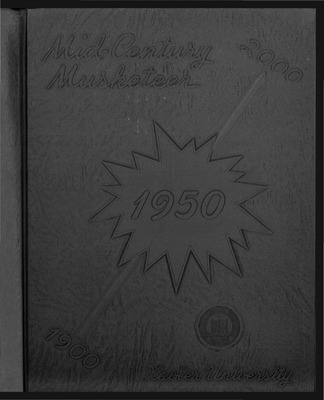 Mid-Century
Musketeer
2000
1950
1900
Xavier University